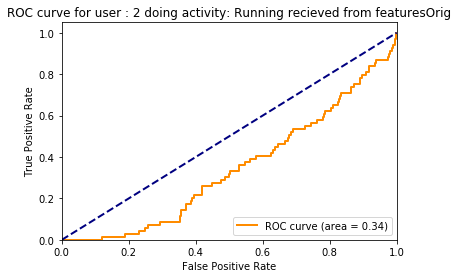 ROC curve for user : 2 doing activity: Running recieved from featuresOrig
1.0
0.8
0.6
0.4
0.2
0.0
True Positive Rate
ROC curve (area = 0.34)
0.0 0.2 0.4 0.6 0.8 1.0
False Positive Rate